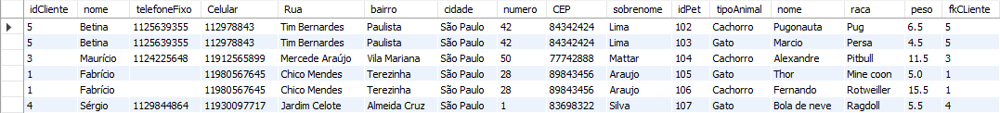 idCliente nome telefoneFixo Celular Rua bairro cidade numero CEP sobrenome idPet tipoAnimal nome raca peso fkCLiente
5 Betina 1125639355 112978843 Tim Bernardes Paulista São Paulo 42 84342424 Lima 102 Cachorro Pugonauta Pug 6.5 5
5 Betina 1125639355 112978843 Tim Bernardes Paulista São Paulo 42 84342424 Lima 103 Gato Marcio Persa 4.5 5
3 Maurício 1124225648 11912565899 Mercede Araújo Vila Mariana São Paulo 50 77742888 Mattar 104 Cachorro Alexandre Pitbull 11.5 3
1 Fabrício 11980567645 Chico Mendes Terezinha São Paulo 28 89843456 Araujo 105 Gato Thor Mine coon 5.0 1
1 Fabrício 11980567645 Chico Mendes Terezinha São Paulo 28 89843456 Araujo 106 Cachorro Fernando Rotweiller 15.5 1
4 Sérgio 1129844864 11930097717 Jardim Celote Almeida Cruz São Paulo 1 83698322 Silva 107 Gato Bola de neve Ragdoll 5.5 4